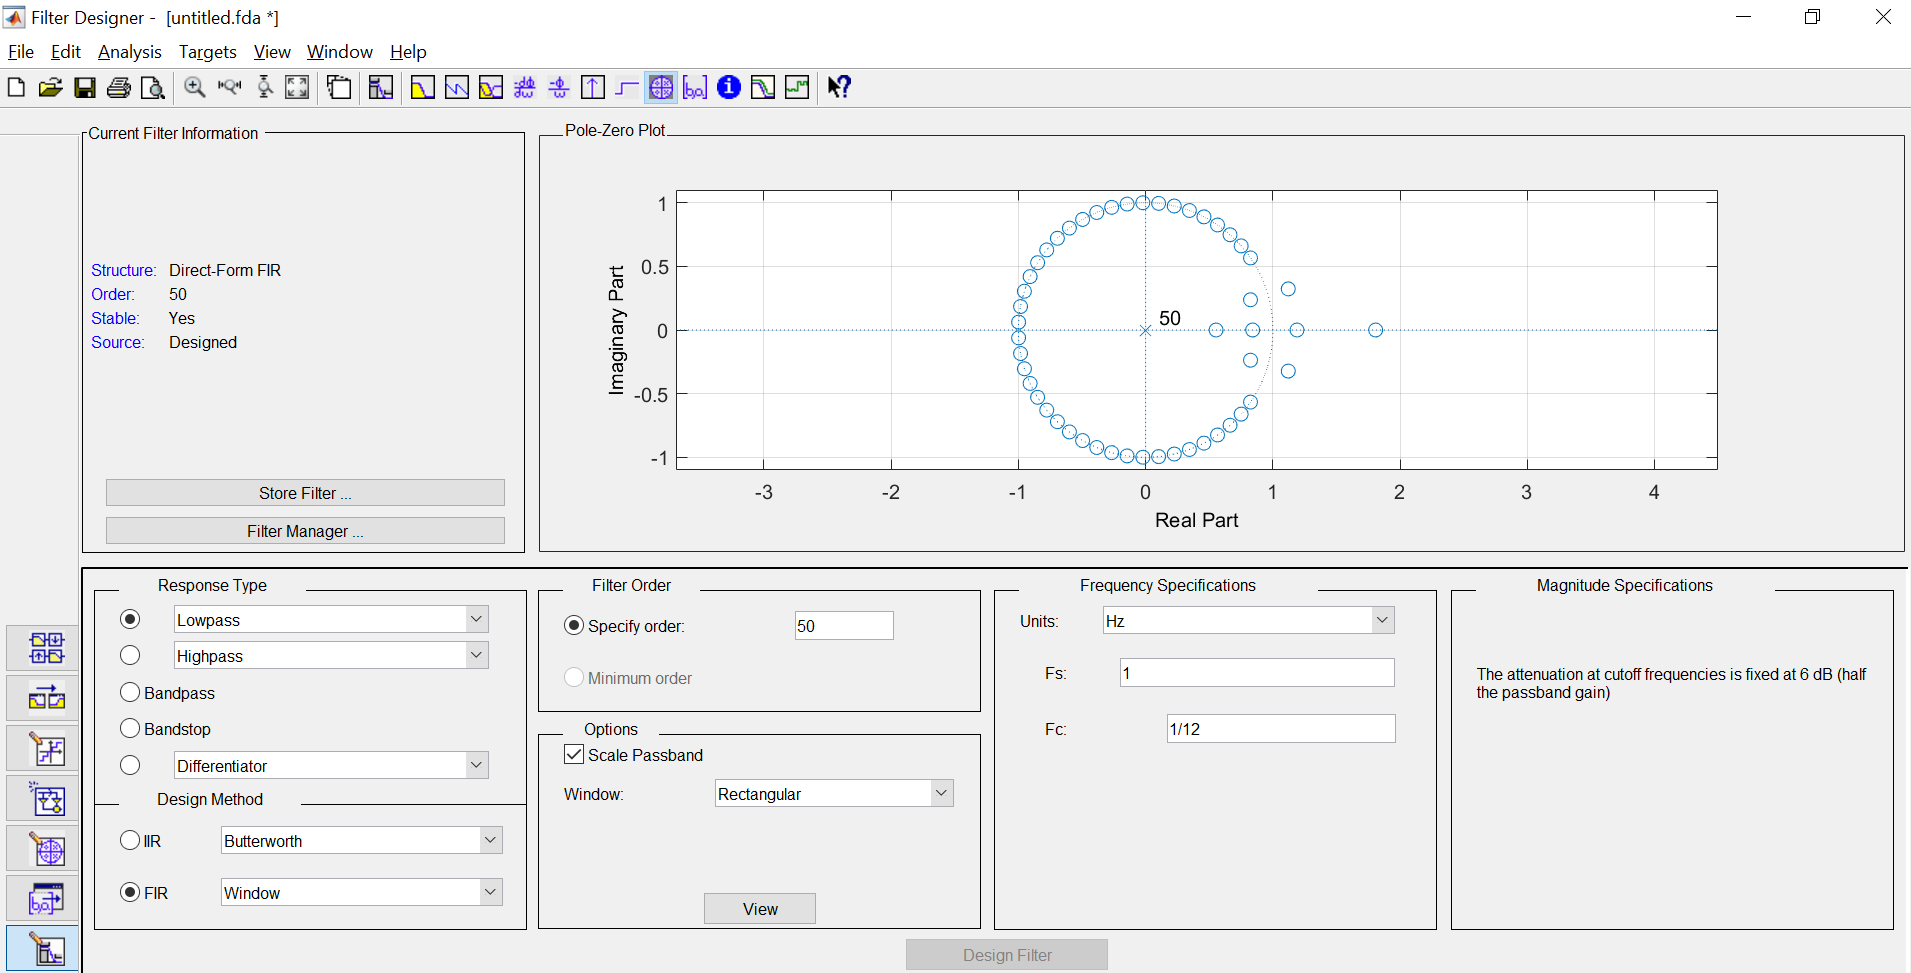 Filter Designer - [untitled.fda *]
File Edit Analysis Targets View Window Help
Current Filter Information
Structure: Direct-Form FIR
Order: 50
Stable: Yes
Source: Designed
Store Filter ...
Filter Manager ...
Pole-Zero Plot
1
0.5
0
-0.5
-1
Imaginary Part
50
-3 -2 -1 0 1 2 3 4
Real Part
Response Type
Lowpass
Highpass
Bandpass
Bandstop
Differentiator
Design Method
IIR Butterworth
FIR Window
Filter Order
Specify order: 50
Minimum order
Options
Scale Passband
Window: Rectangular
View
Frequency Specifications
Units: Hz
Fs: 1
Fc: 1/12
Magnitude Specifications
The attenuation at cutoff frequencies is fixed at 6 dB (half
the passband gain)
Design Filter